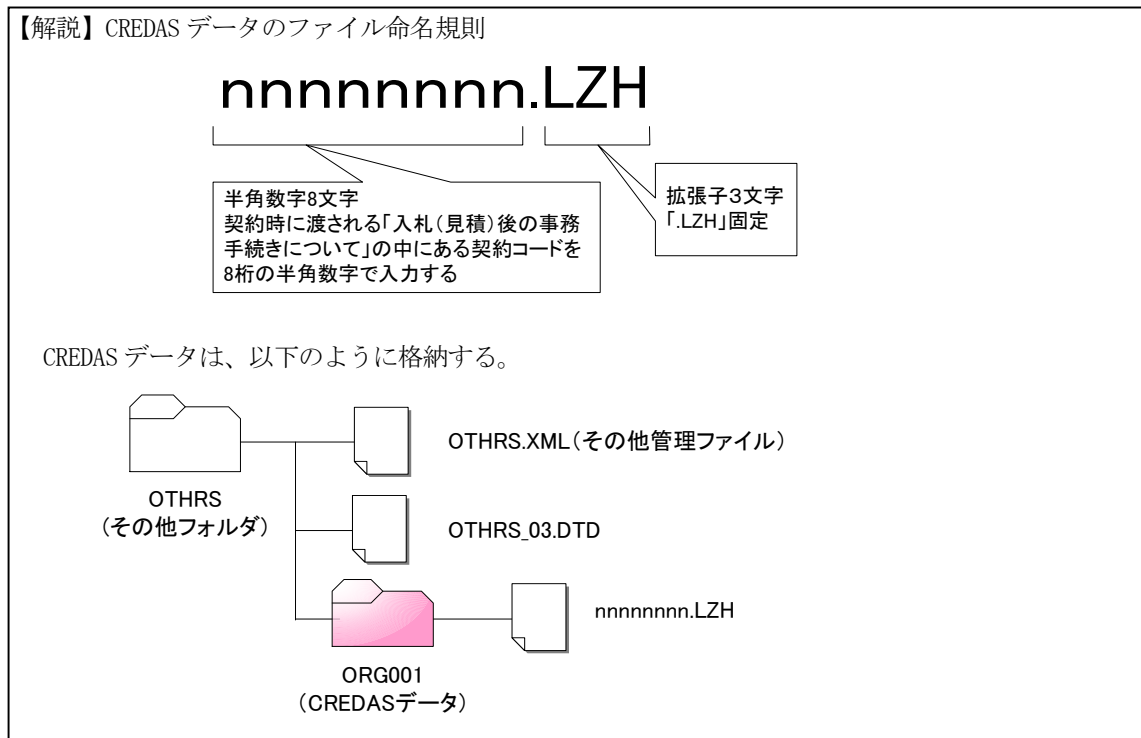 【解説】CREDAS データのファイル命名規則
nnnnnnnn.LZH
半角数字8文字
契約時に渡される「入札(見積)後の事務
手続きについて」の中にある契約コードを
8桁の半角数字で入力する
拡張子3文字
「.LZH」固定
CREDAS データは、以下のように格納する。
OTHRS.XML(その他管理ファイル)
OTHRS
(その他フォルダ)
OTHRS_03.DTD
nnnnnnnn.LZH
ORG001
(CREDASデータ)